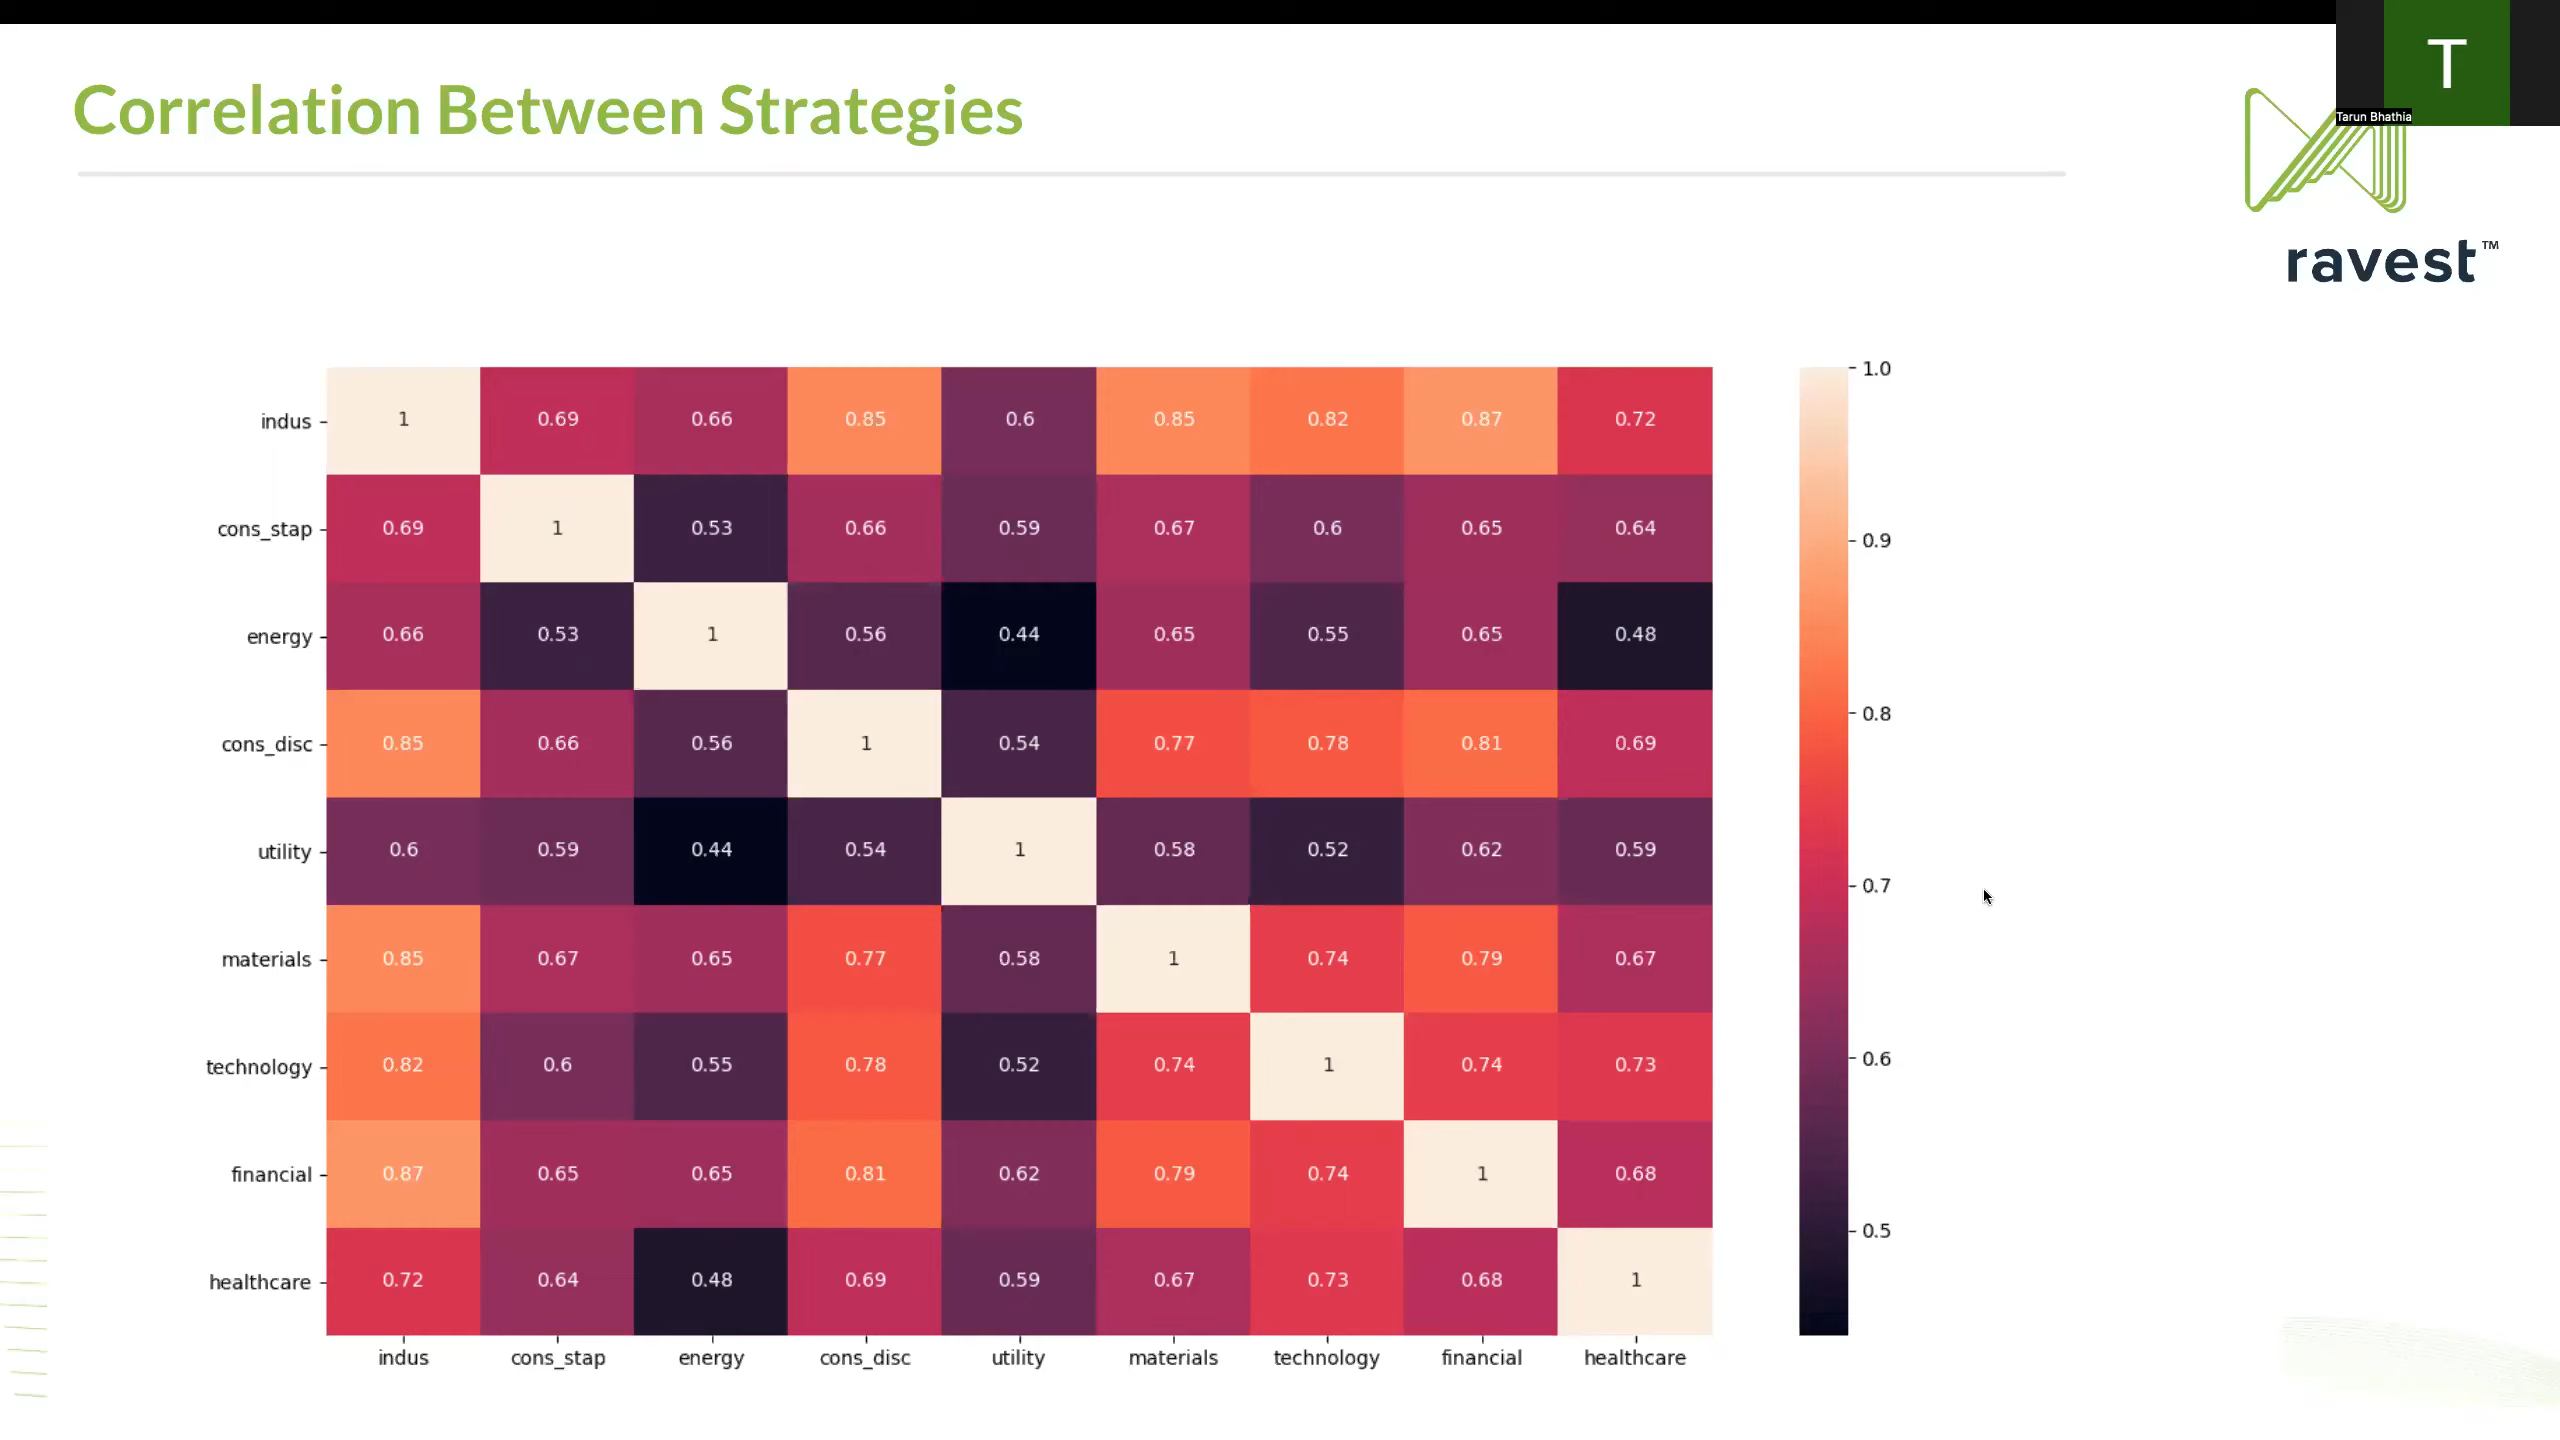 T
Tarun Bhathia
Correlation Between Strategies
ravest™
indus 1 0.69 0.66 0.85 0.6 0.85 0.82 0.87 0.72
cons_stap 0.69 1 0.53 0.66 0.59 0.67 0.6 0.65 0.64
energy 0.66 0.53 1 0.56 0.44 0.65 0.55 0.65 0.48
cons_disc 0.85 0.66 0.56 1 0.54 0.77 0.78 0.81 0.69
utility 0.6 0.59 0.44 0.54 1 0.58 0.52 0.62 0.59
materials 0.85 0.67 0.65 0.77 0.58 1 0.74 0.79 0.67
technology 0.82 0.6 0.55 0.78 0.52 0.74 1 0.74 0.73
financial 0.87 0.65 0.65 0.81 0.62 0.79 0.74 1 0.68
healthcare 0.72 0.64 0.48 0.69 0.59 0.67 0.73 0.68 1
indus cons_stap energy cons_disc utility materials technology financial healthcare
1.0
0.9
0.8
0.7
0.6
0.5